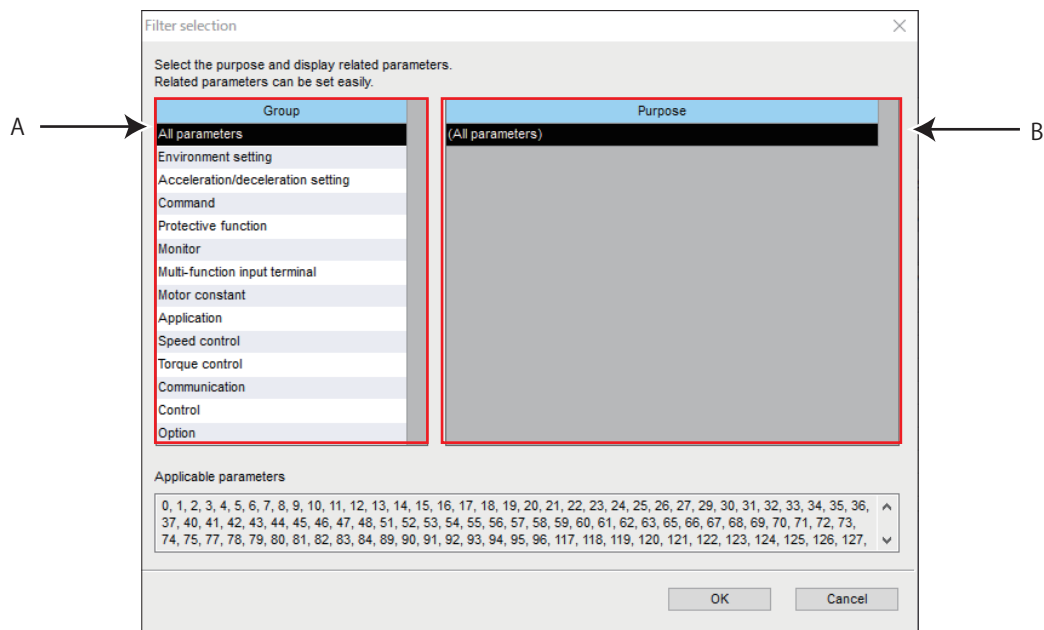 Filter selection
Select the purpose and display related parameters.
Related parameters can be set easily.
A
Group
All parameters
Environment setting
Acceleration/deceleration setting
Command
Protective function
Monitor
Multi-function input terminal
Motor constant
Application
Speed control
Torque control
Communication
Control
Option
Purpose
(All parameters)
B
Applicable parameters
0, 1, 2, 3, 4, 5, 6, 7, 8, 9, 10, 11, 12, 13, 14, 15, 16, 17, 18, 19, 20, 21, 22, 23, 24, 25, 26, 27, 29, 30, 31, 32, 33, 34, 35, 36,
37, 40, 41, 42, 43, 44, 45, 46, 47, 48, 51, 52, 53, 54, 55, 56, 57, 58, 59, 60, 61, 62, 63, 65, 66, 67, 68, 69, 70, 71, 72, 73,
74, 75, 77, 78, 79, 80, 81, 82, 83, 84, 89, 90, 91, 92, 93, 94, 95, 96, 117, 118, 119, 120, 121, 122, 123, 124, 125, 126, 127,
OK
Cancel